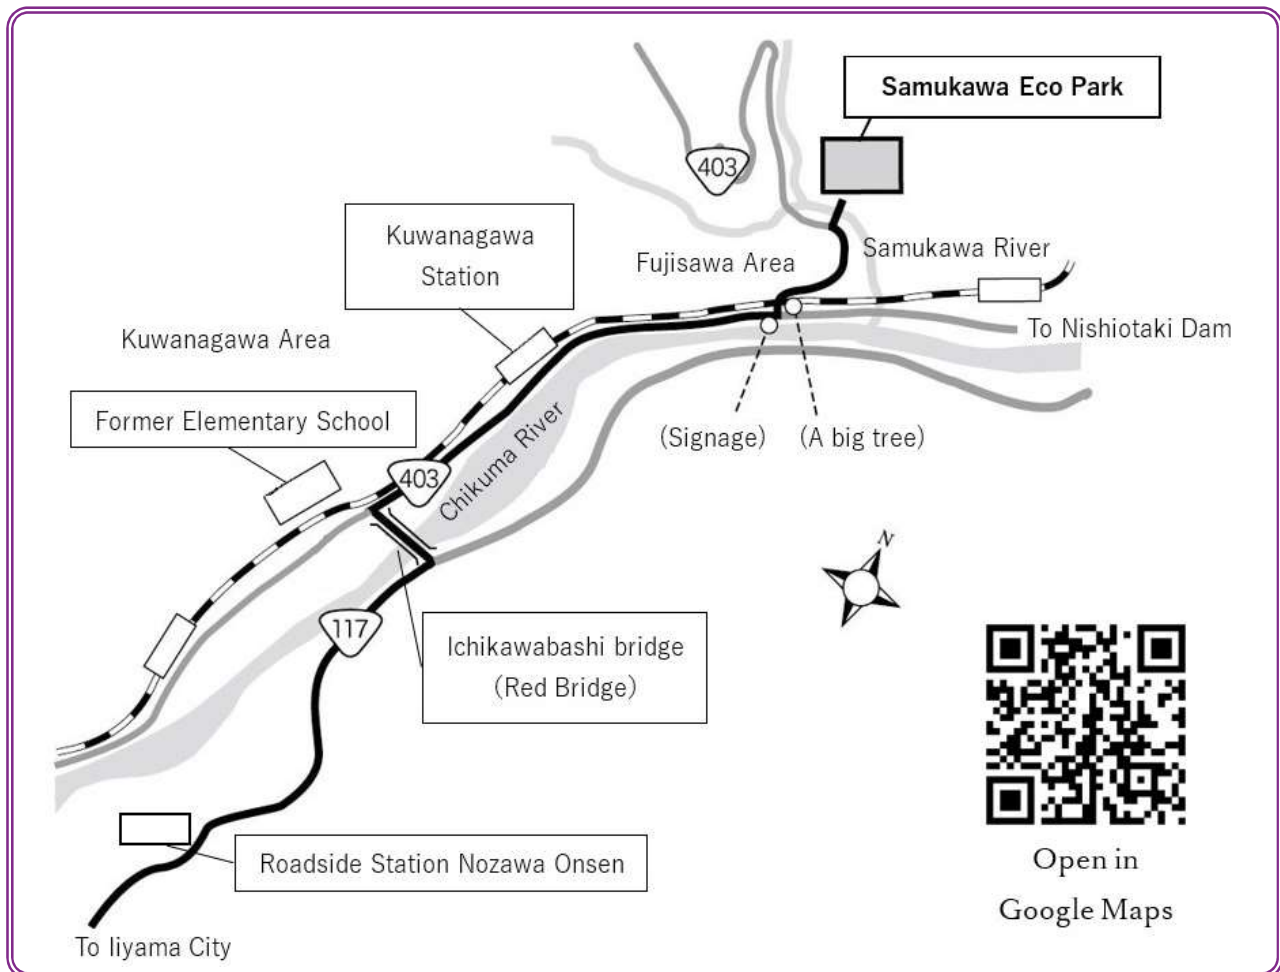 Samukawa Eco Park
403
Kuwanagawa
Station
Fujisawa Area
Samukawa River
Kuwanagawa Area
To Nishiotaki Dam
Former Elementary School
(Signage)
(A big tree)
403
Chikuma River
N
117
Ichikawabashi bridge
(Red Bridge)
Roadside Station Nozawa Onsen
To Iiyama City
Open in
Google Maps